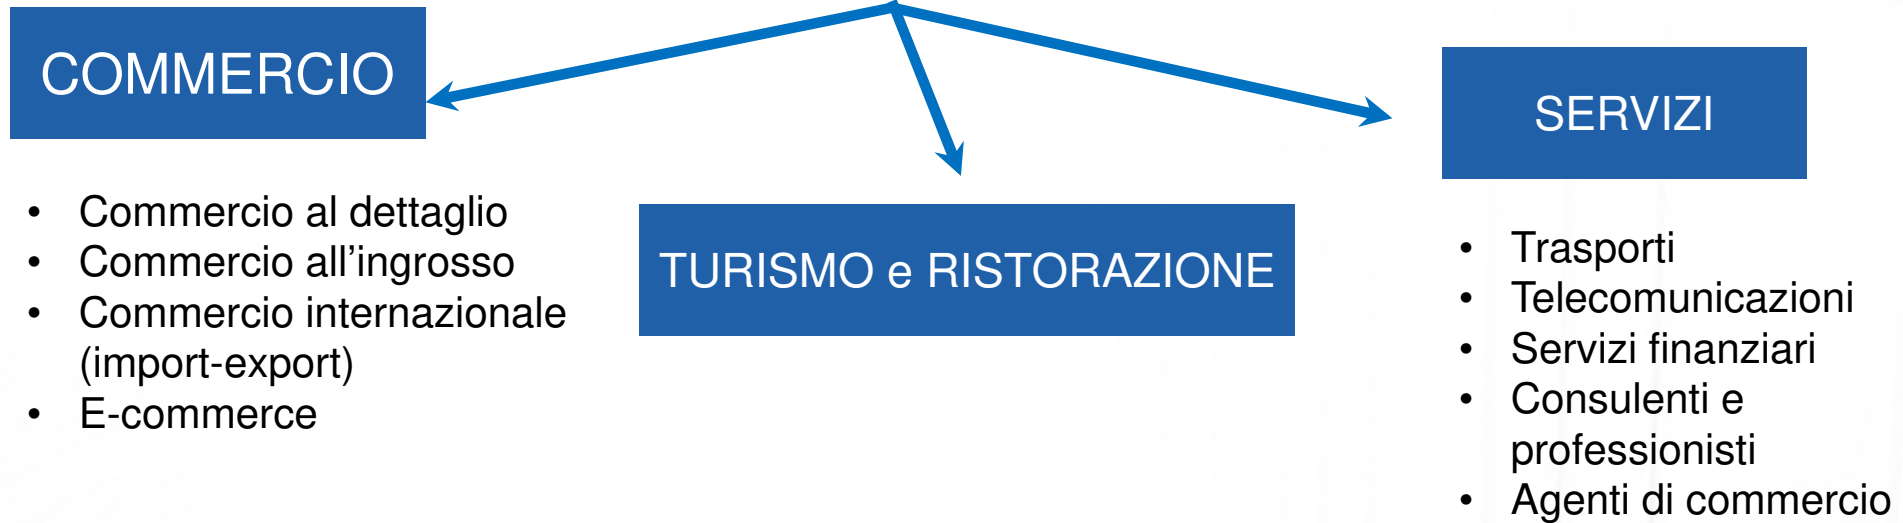 COMMERCIO
• Commercio al dettaglio
• Commercio all’ingrosso
• Commercio internazionale
(import-export)
• E-commerce
TURISMO e RISTORAZIONE
SERVIZI
• Trasporti
• Telecomunicazioni
• Servizi finanziari
• Consulenti e
professionisti
• Agenti di commercio